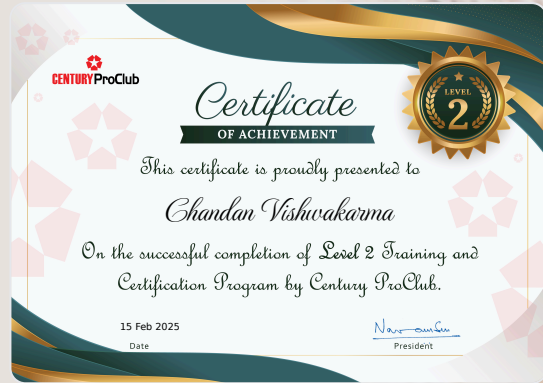 CENTURY ProClub
Certificate
OF ACHIEVEMENT
LEVEL
2
This certificate is proudly presented to
Chandan Vishwakarma
On the successful completion of Level 2 Training and
Certification Program by Century ProClub.
15 Feb 2025
Date
President